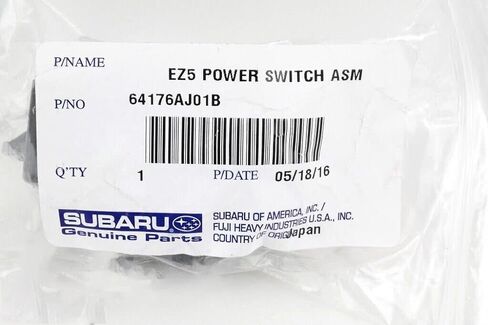 P/NAME EZ5 POWER SWITCH ASM
P/NO 64176AJ01B
Q'TY 1 P/DATE 05/18/16
SUBARU
Genuine Parts
SUBARU OF AMERICA, INC. /
FUJI HEAVY INDUSTRIES U.S.A., INC.
COUNTRY OF ORIGIN Japan